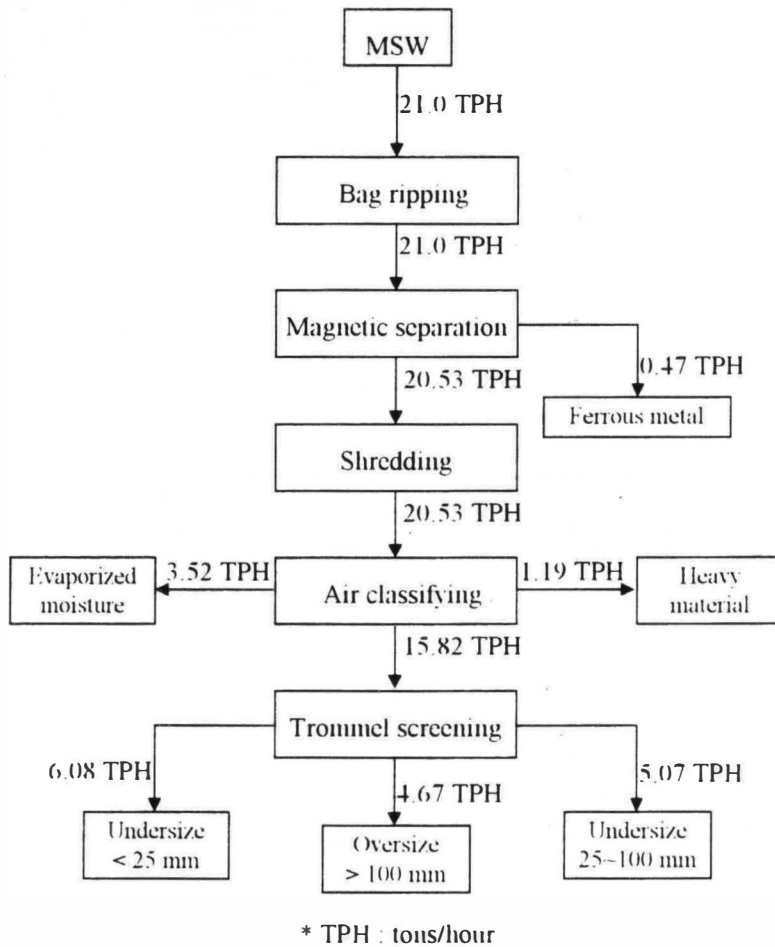 MSW
21.0 TPH
Bag ripping
21.0 TPH
Magnetic separation
20.53 TPH
0.47 TPH
Ferrous metal
Shredding
20.53 TPH
Evaporized
moisture
3.52 TPH
Air classifying
1.19 TPH
Heavy
material
15.82 TPH
Trommel screening
6.08 TPH
4.67 TPH
5.07 TPH
Undersize
< 25 mm
Oversize
> 100 mm
Undersize
25~100 mm
* TPH : tons/hour